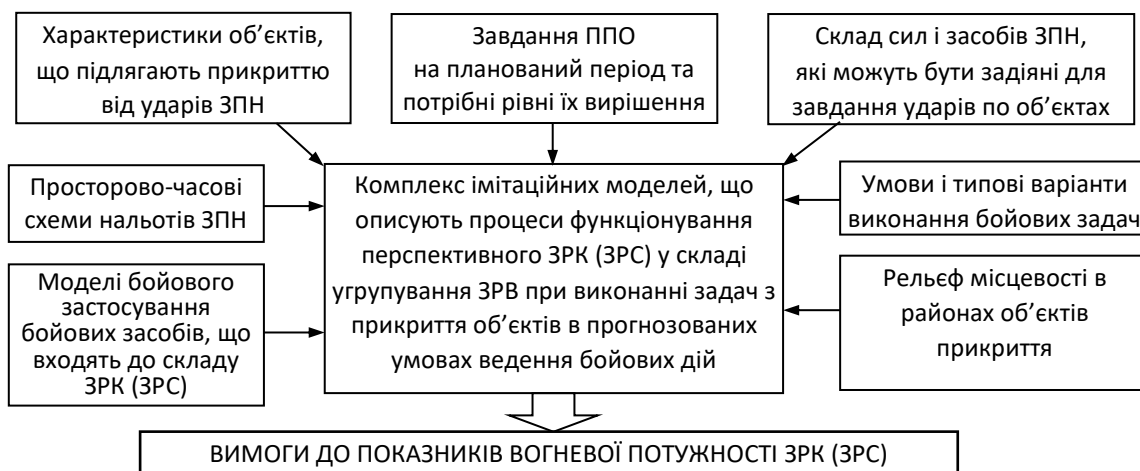 Характеристики об’єктів,
що підлягають прикриттю
від ударів ЗПН
Завдання ППО
на планований період та
потрібні рівні їх вирішення
Склад сил і засобів ЗПН,
які можуть бути задіяні для
завдання ударів по об’єктах
Просторово-часові
схеми нальотів ЗПН
Моделі бойового
застосування
бойових засобів, що
входять до складу
ЗРК (ЗРС)
Комплекс імітаційних моделей, що
описують процеси функціонування
перспективного ЗРК (ЗРС) у складі
угрупування ЗРВ при виконанні задач з
прикриття об’єктів в прогнозованих
умовах ведення бойових дій
Умови і типові варіанти
виконання бойових задач
Рельєф місцевості в
районах об’єктів
прикриття
ВИМОГИ ДО ПОКАЗНИКІВ ВОГНЕВОЇ ПОТУЖНОСТІ ЗРК (ЗРС)